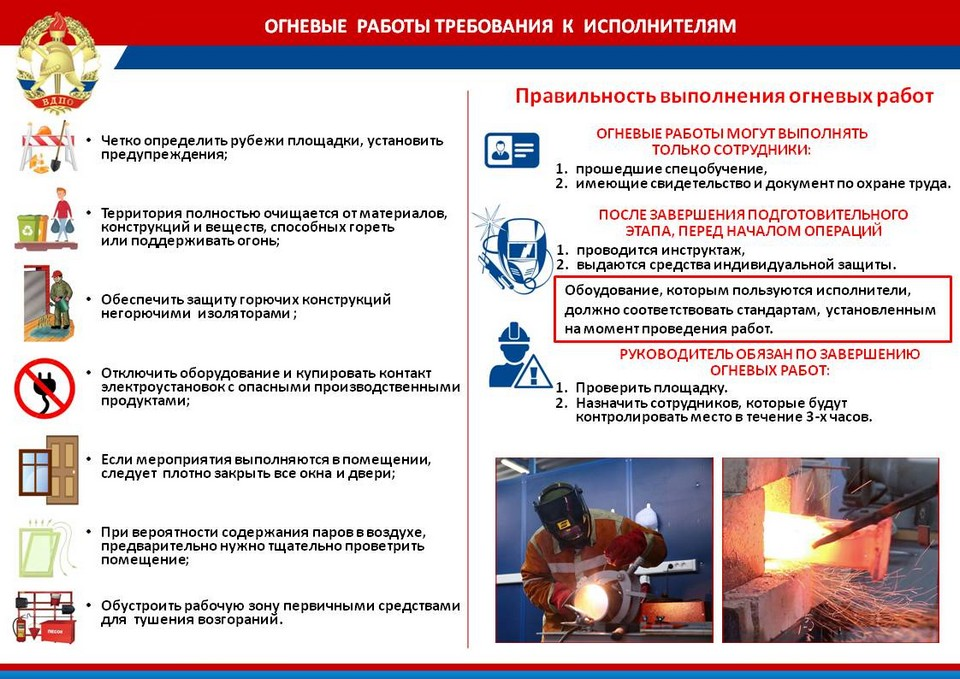 ОГНЕВЫЕ РАБОТЫ ТРЕБОВАНИЯ К ИСПОЛНИТЕЛЯМ
ВДПО
• Четко определить рубежи площадки, установить
предупреждения;
• Территория полностью очищается от материалов,
конструкций и веществ, способных гореть
или поддерживать огонь;
• Обеспечить защиту горючих конструкций
негорючими изоляторами ;
• Отключить оборудование и купировать контакт
электроустановок с опасными производственными
продуктами;
• Если мероприятия выполняются в помещении,
следует плотно закрыть все окна и двери;
• При вероятности содержания паров в воздухе,
предварительно нужно тщательно проветрить
помещение;
• Обустроить рабочую зону первичными средствами
для тушения возгораний.
ПЕСОК
Правильность выполнения огневых работ
ОГНЕВЫЕ РАБОТЫ МОГУТ ВЫПОЛНЯТЬ
ТОЛЬКО СОТРУДНИКИ:
1. прошедшие спецобучение,
2. имеющие свидетельство и документ по охране труда.
ПОСЛЕ ЗАВЕРШЕНИЯ ПОДГОТОВИТЕЛЬНОГО
ЭТАПА, ПЕРЕД НАЧАЛОМ ОПЕРАЦИЙ
1. проводится инструктаж,
2. выдаются средства индивидуальной защиты.
Обоудование, которым пользуются исполнители,
должно соответствовать стандартам, установленным
на момент проведения работ.
РУКОВОДИТЕЛЬ ОБЯЗАН ПО ЗАВЕРШЕНИЮ
ОГНЕВЫХ РАБОТ:
1. Проверить площадку.
2. Назначить сотрудников, которые будут
контролировать место в течение 3-х часов.